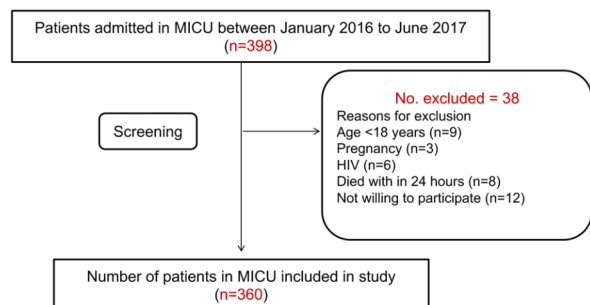 Patients admitted in MICU between January 2016 to June 2017
(n=398)
Screening
No. excluded = 38
Reasons for exclusion
Age <18 years (n=9)
Pregnancy (n=3)
HIV (n=6)
Died with in 24 hours (n=8)
Not willing to participate (n=12)
Number of patients in MICU included in study
(n=360)